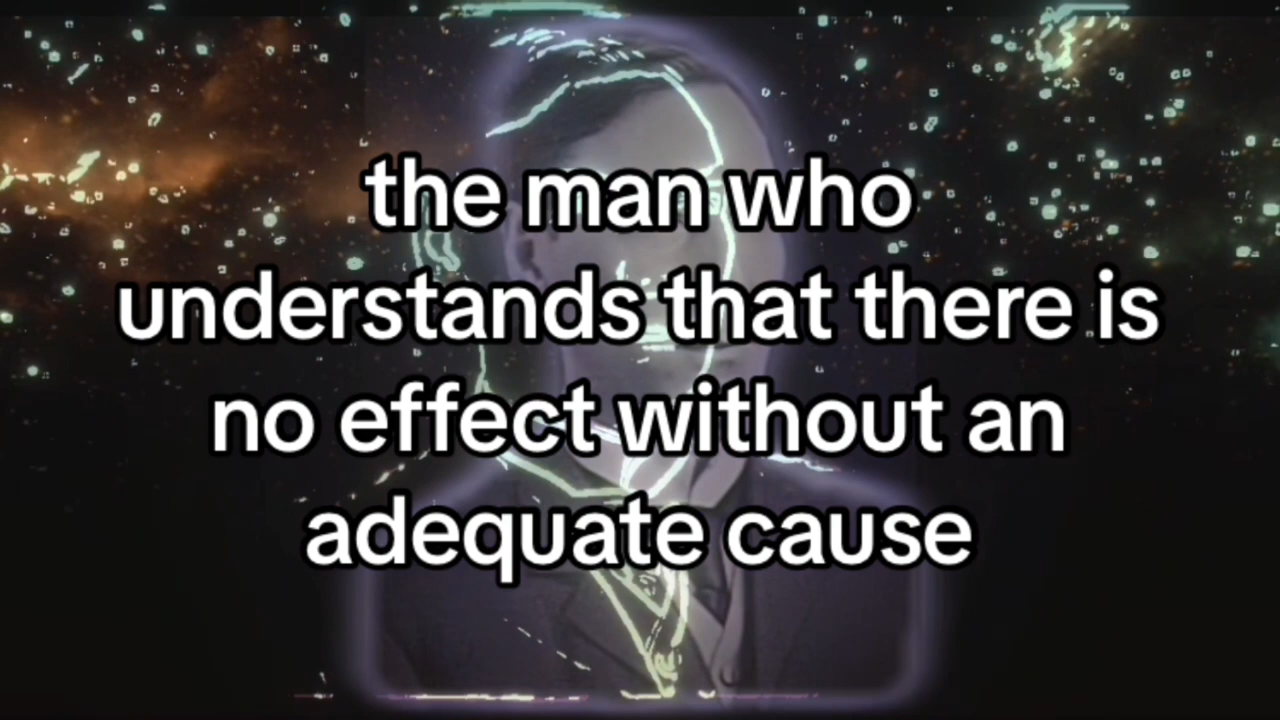 the man who
understands that there is
no effect without an
adequate cause